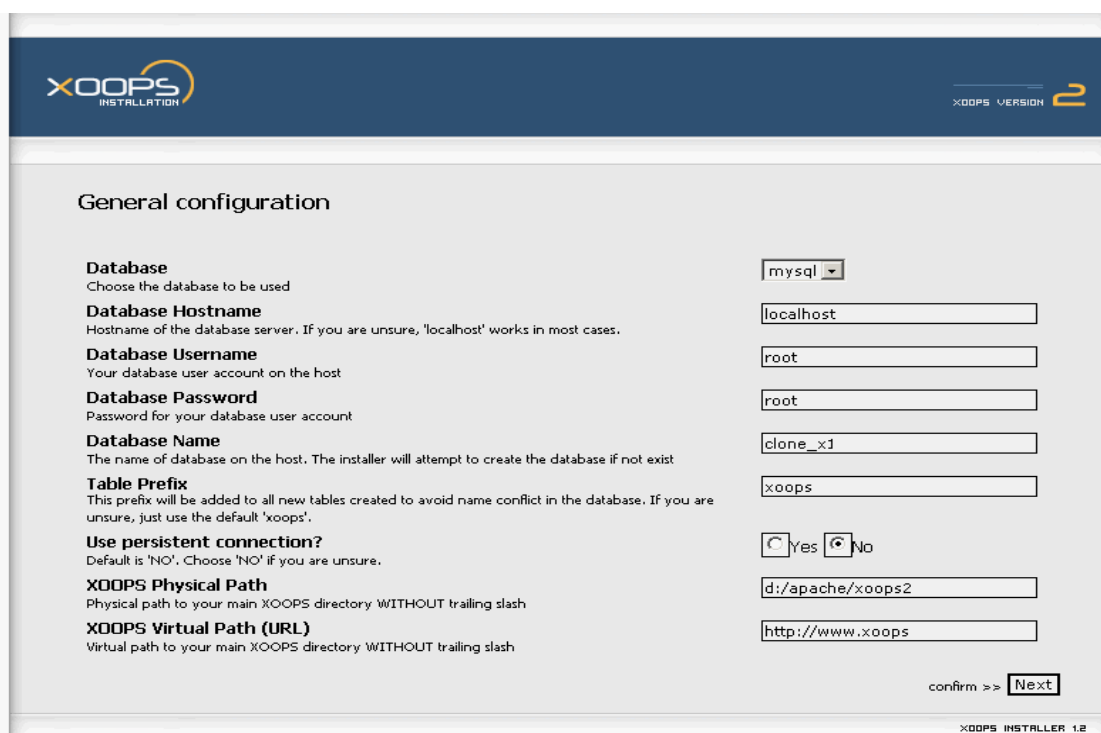 XOOPS
INSTALLATION
XOOPS VERSION 2
General configuration
Database
mysql
Choose the database to be used
Database Hostname
localhost
Hostname of the database server. If you are unsure, 'localhost' works in most cases.
Database Username
root
Your database user account on the host
Database Password
root
Password for your database user account
Database Name
clone_x1
The name of database on the host. The installer will attempt to create the database if not exist
Table Prefix
xoops
This prefix will be added to all new tables created to avoid name conflict in the database. If you are
unsure, just use the default 'xoops'.
Use persistent connection?
Yes No
Default is 'NO'. Choose 'NO' if you are unsure.
XOOPS Physical Path
d:/apache/xoops2
Physical path to your main XOOPS directory WITHOUT trailing slash
XOOPS Virtual Path (URL)
http://www.xoops
Virtual path to your main XOOPS directory WITHOUT trailing slash
confirm >> Next
XOOPS INSTALLER 1.2